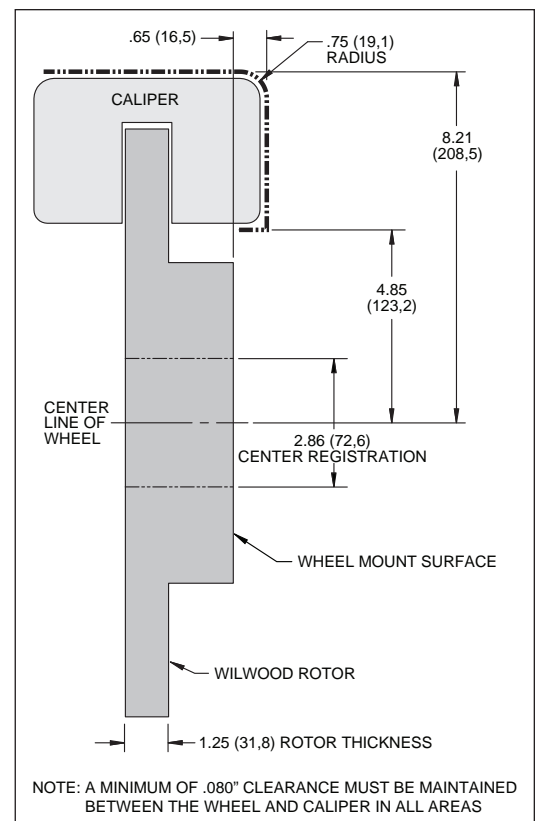 .65 (16,5)
.75 (19,1)
RADIUS
CALIPER
8.21
(208,5)
4.85
(123,2)
CENTER
LINE OF
WHEEL
2.86 (72,6)
CENTER REGISTRATION
WHEEL MOUNT SURFACE
WILWOOD ROTOR
1.25 (31,8) ROTOR THICKNESS
NOTE: A MINIMUM OF .080" CLEARANCE MUST BE MAINTAINED
BETWEEN THE WHEEL AND CALIPER IN ALL AREAS